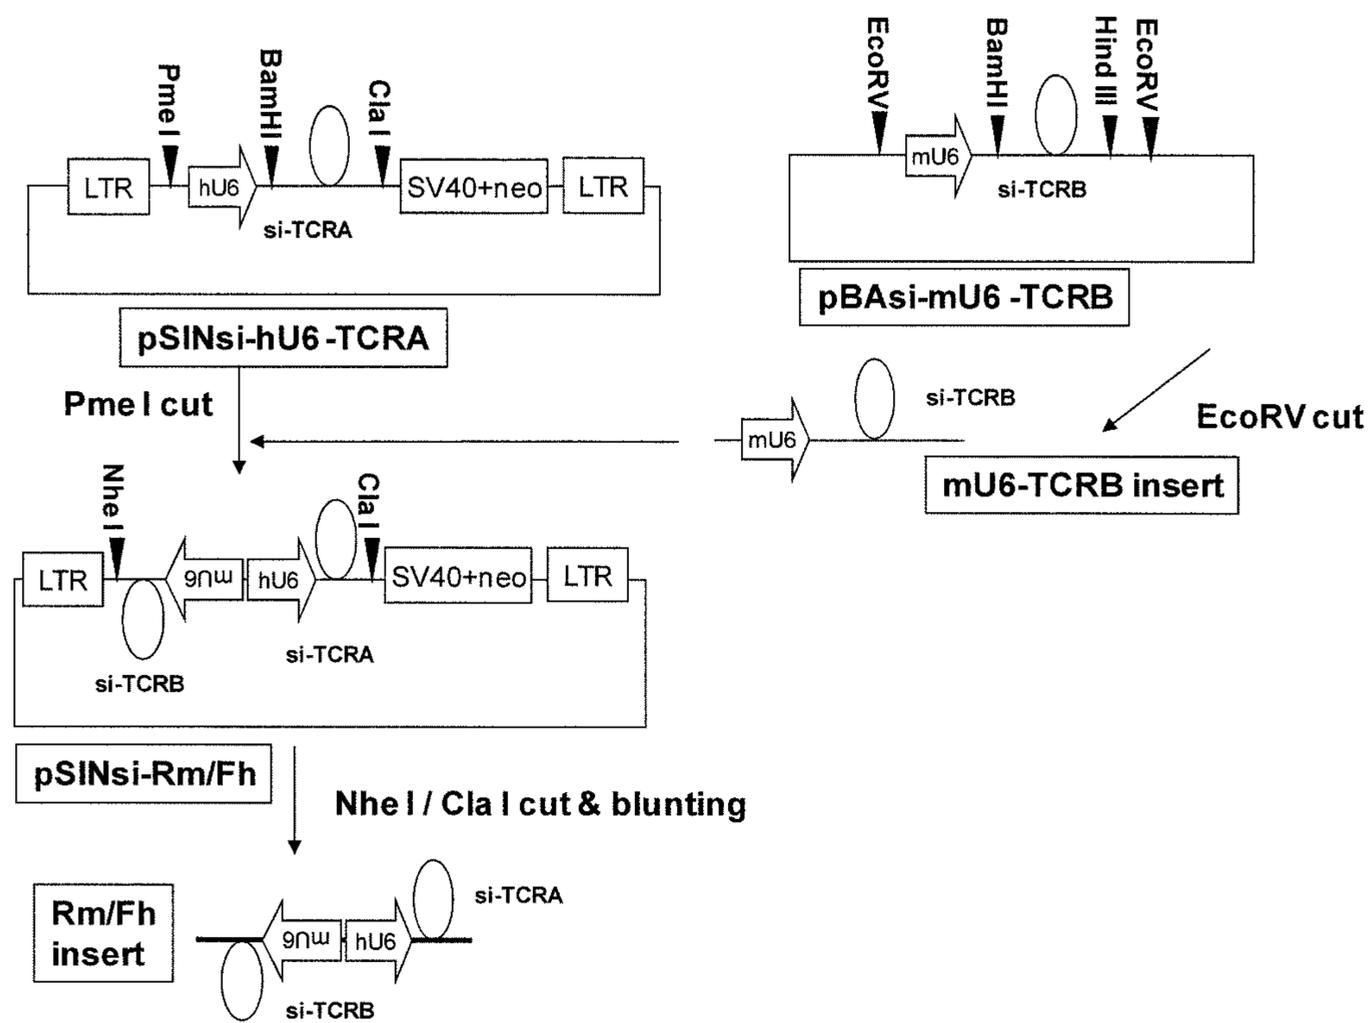 Pme I
BamHI
Cla I
LTR
hU6
SV40+neo
LTR
si-TCRA
pSINsi-hU6-TCRA
EcoRV
BamHI
Hind III
EcoRV
mU6
si-TCRB
pBAsi-mU6-TCRB
Pme I cut
EcoRV cut
mU6
si-TCRB
mU6-TCRB insert
Nhe I
Cla I
LTR
mU6
hU6
SV40+neo
LTR
si-TCRA
si-TCRB
pSINsi-Rm/Fh
Nhe I / Cla I cut & blunting
Rm/Fh
insert
mU6
hU6
si-TCRA
si-TCRB